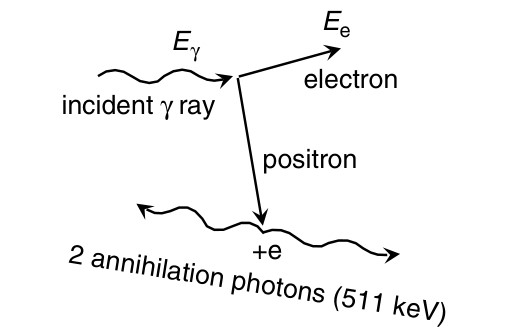 Eγ
Ee
electron
incident γ ray
positron
+e
2 annihilation photons (511 keV)